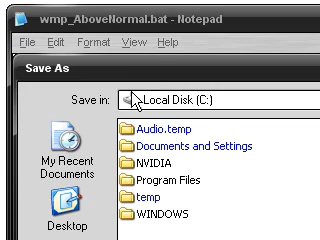 wmp_AboveNormal.bat - Notepad
File Edit Format View Help
Save As
Save in: Local Disk (C:)
Audio.temp
Documents and Settings
NVIDIA
Program Files
temp
WINDOWS
My Recent
Documents
Desktop